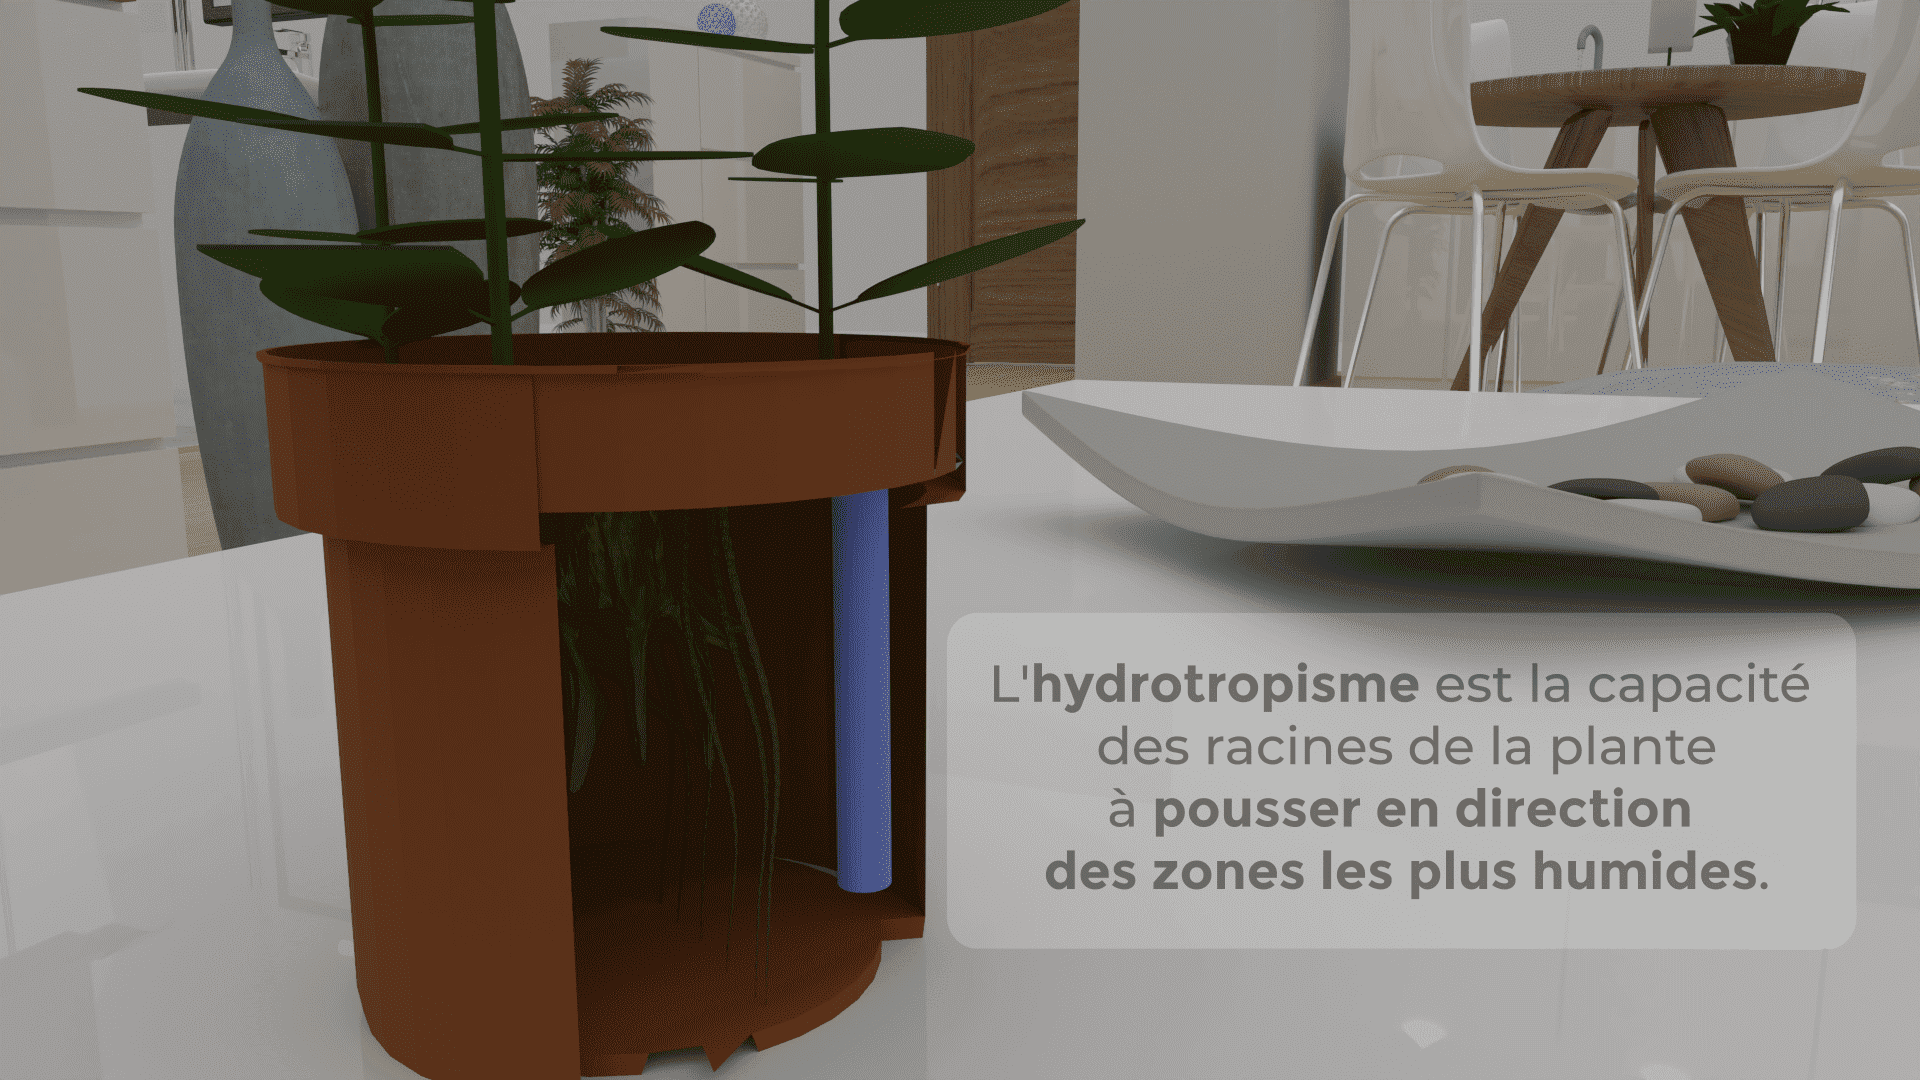 L'hydrotropisme est la capacité
des racines de la plante
à pousser en direction
des zones les plus humides.